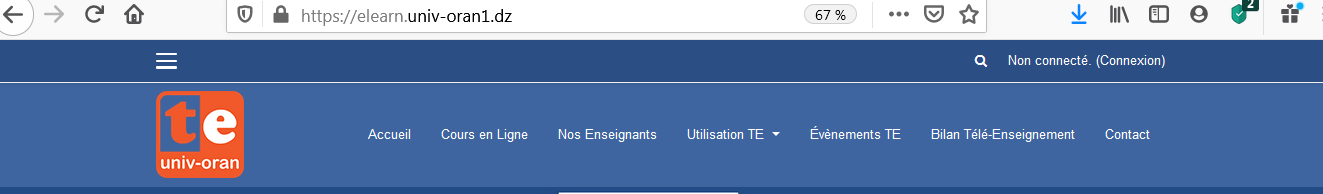 https://elearn.univ-oran1.dz 67 % 2
Non connecté. (Connexion)
te
univ-oran
Accueil Cours en Ligne Nos Enseignants Utilisation TE Évènements TE Bilan Télé-Enseignement Contact